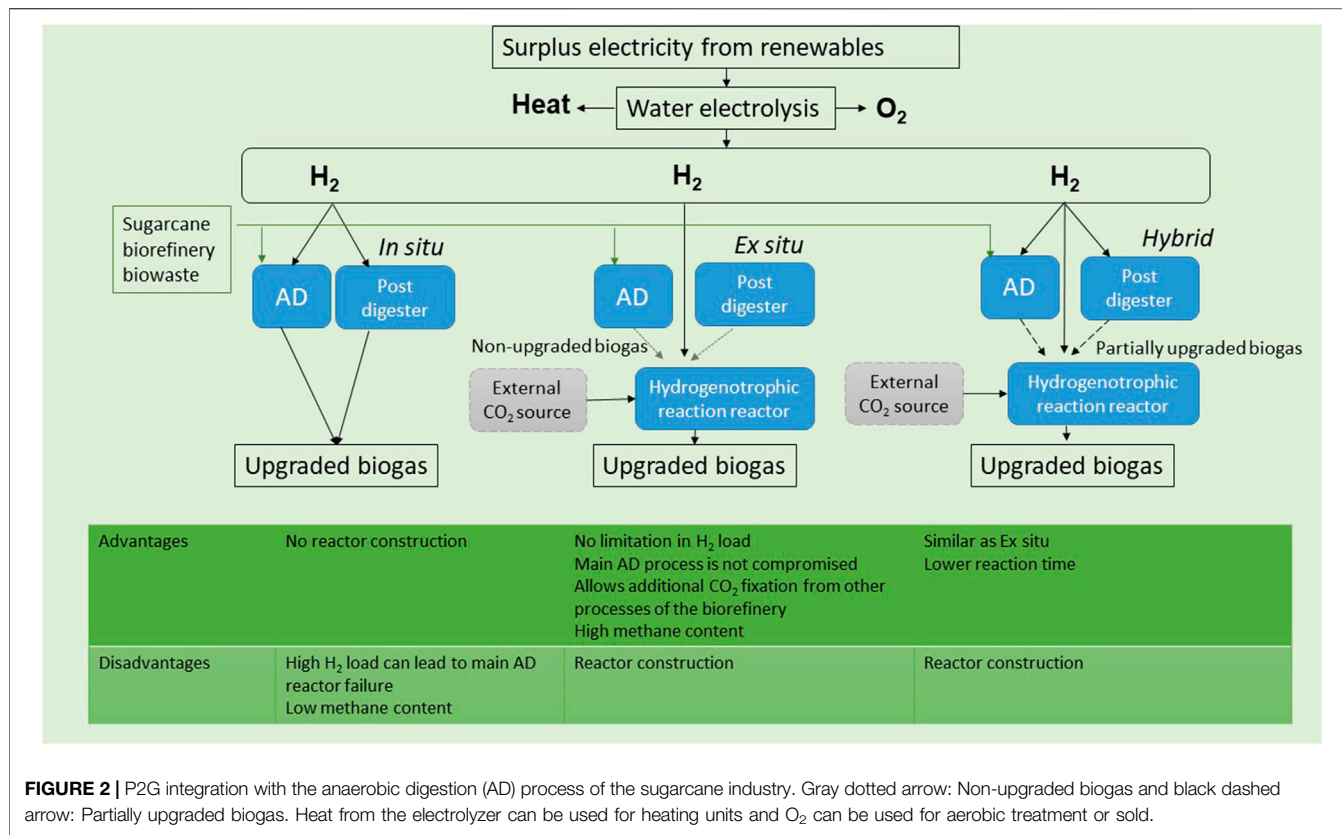 Surplus electricity from renewables
Heat
Water electrolysis
O₂
H₂
H₂
H₂
Sugarcane
biorefinery
biowaste
In situ
AD
Post
digester
Ex situ
AD
Post
digester
Hybrid
AD
Post
digester
Non-upgraded biogas
Partially upgraded biogas
External
CO₂ source
Hydrogenotrophic
reaction reactor
External
CO₂ source
Hydrogenotrophic
reaction reactor
Upgraded biogas
Upgraded biogas
Upgraded biogas
Advantages
No reactor construction
No limitation in H₂ load
Main AD process is not compromised
Allows additional CO₂ fixation from other
processes of the biorefinery
High methane content
Similar as Ex situ
Lower reaction time
Disadvantages
High H₂ load can lead to main AD
reactor failure
Low methane content
Reactor construction
Reactor construction
FIGURE 2 | P2G integration with the anaerobic digestion (AD) process of the sugarcane industry. Gray dotted arrow: Non-upgraded biogas and black dashed
arrow: Partially upgraded biogas. Heat from the electrolyzer can be used for heating units and O₂ can be used for aerobic treatment or sold.